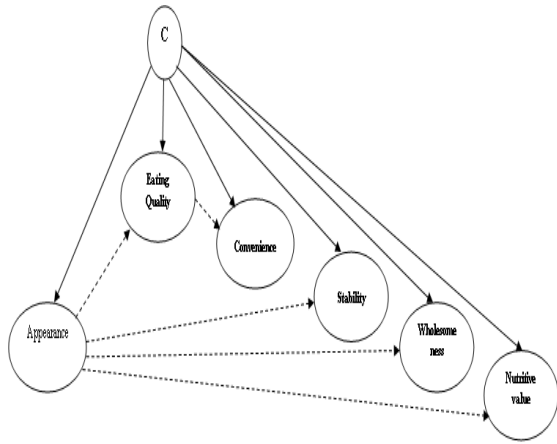 C
Eating
Quality
Convenience
Stability
Appearance
Wholesome
ness
Nutritive
value